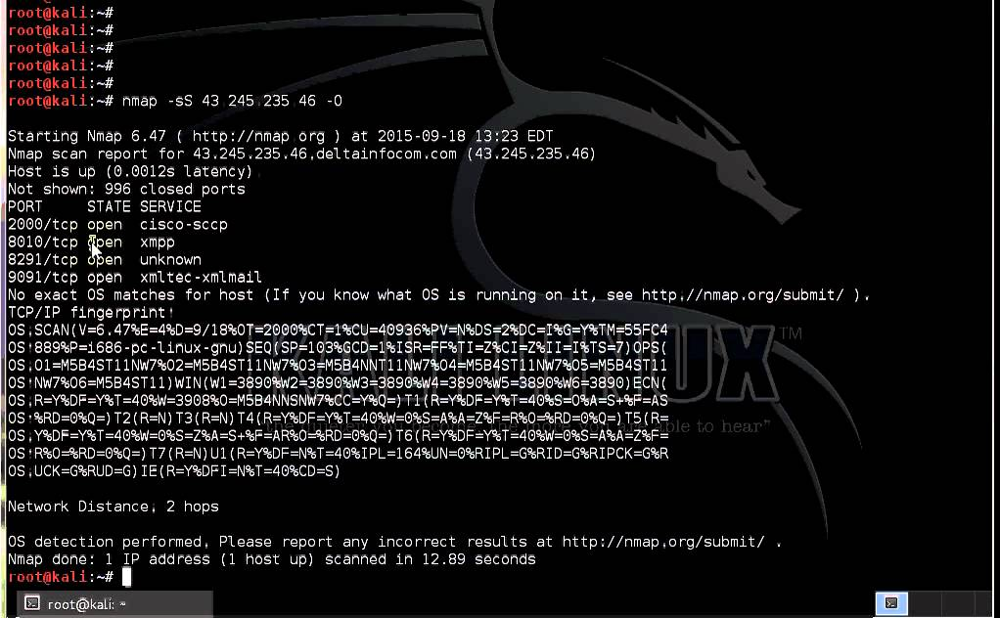 root@kali:~#
root@kali:~#
root@kali:~#
root@kali:~#
root@kali:~#
root@kali:~# nmap -sS 43.245.235.46 -O
Starting Nmap 6.47 ( http://nmap.org ) at 2015-09-18 13:23 EDT
Nmap scan report for 43.245.235.46.deltainfocom.com (43.245.235.46)
Host is up (0.0012s latency)
Not shown: 996 closed ports
PORT     STATE SERVICE
2000/tcp open  cisco-sccp
8010/tcp open  xmpp
8291/tcp open  unknown
9091/tcp open  xmltec-xmlmail
No exact OS matches for host (If you know what OS is running on it, see http://nmap.org/submit/ ).
TCP/IP fingerprint:
OS:SCAN(V=6.47%E=4%D=9/18%OT=2000%CT=1%CU=40936%PV=N%DS=2%DC=I%G=Y%TM=55FC4
OS:889%P=i686-pc-linux-gnu)SEQ(SP=103%GCD=1%ISR=FF%TI=Z%CI=Z%II=I%TS=7)OPS(
OS:O1=M5B4ST11NW7%O2=M5B4ST11NW7%O3=M5B4NNT11NW7%O4=M5B4ST11NW7%O5=M5B4ST11
OS:NW7%O6=M5B4ST11)WIN(W1=3890%W2=3890%W3=3890%W4=3890%W5=3890%W6=3890)ECN(
OS:R=Y%DF=Y%T=40%W=3908%O=M5B4NNSNW7%CC=Y%Q=)T1(R=Y%DF=Y%T=40%S=O%A=S+%F=AS
OS:%RD=0%Q=)T2(R=N)T3(R=N)T4(R=Y%DF=Y%T=40%W=0%S=A%A=Z%F=R%O=%RD=0%Q=)T5(R=
OS:Y%DF=Y%T=40%W=0%S=Z%A=S+%F=AR%O=%RD=0%Q=)T6(R=Y%DF=Y%T=40%W=0%S=A%A=Z%F=
OS:R%O=%RD=0%Q=)T7(R=N)U1(R=Y%DF=N%T=40%IPL=164%UN=0%RIPL=G%RID=G%RIPCK=G%R
OS:UCK=G%RUD=G)IE(R=Y%DFI=N%T=40%CD=S)
Network Distance: 2 hops
OS detection performed. Please report any incorrect results at http://nmap.org/submit/ .
Nmap done: 1 IP address (1 host up) scanned in 12.89 seconds
root@kali:~#
KALI LINUX™
able to hear"
root@kali: ~